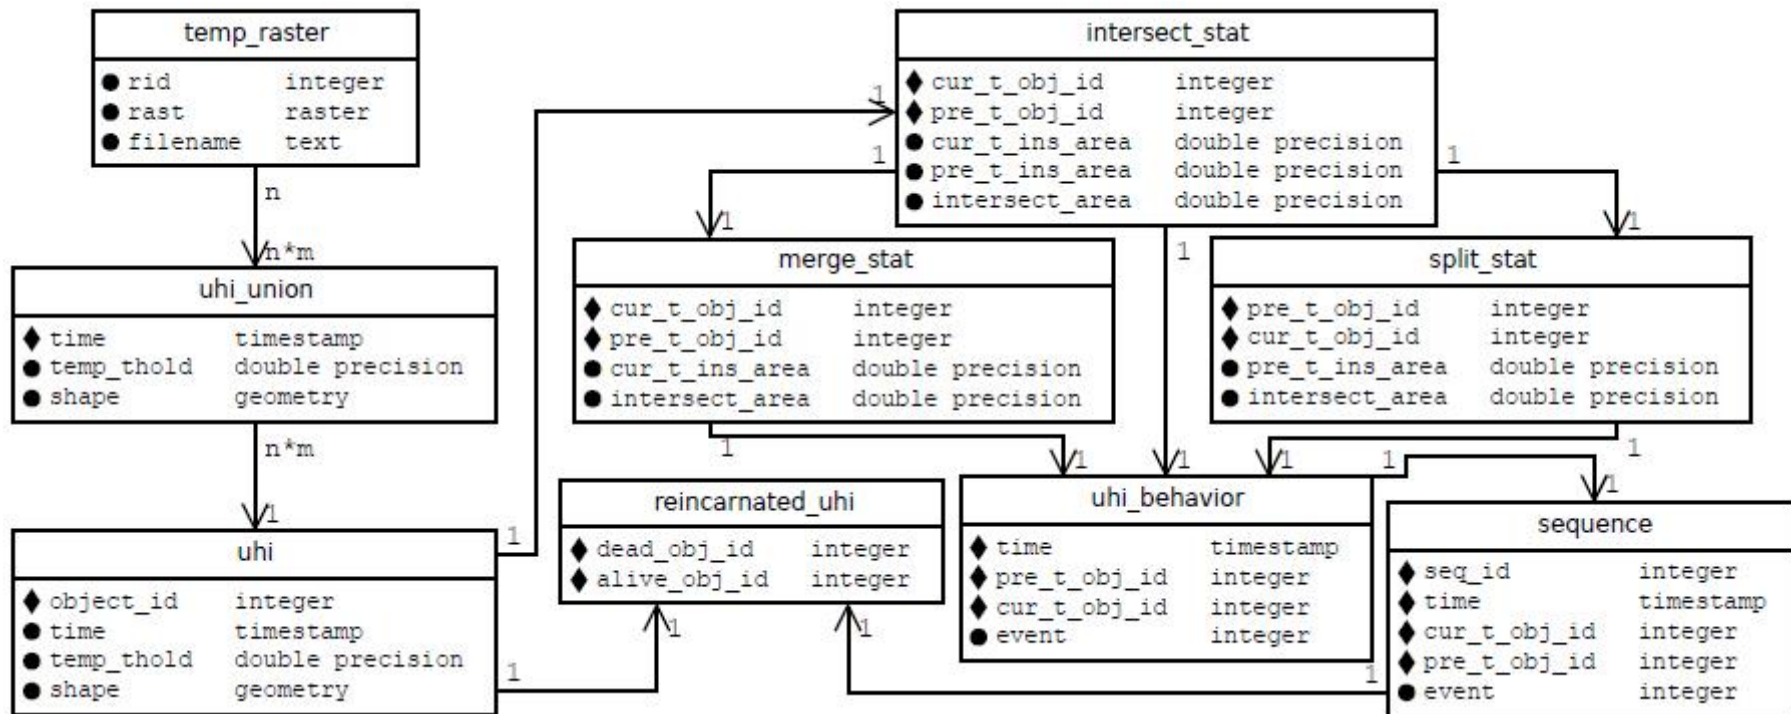 temp_raster
rid integer
rast raster
filename text
n
n*m
uhi_union
time timestamp
temp_thold double precision
shape geometry
n*m
1
uhi
object_id integer
time timestamp
temp_thold double precision
shape geometry
1
1
1
intersect_stat
cur_t_obj_id integer
pre_t_obj_id integer
cur_t_ins_area double precision
pre_t_ins_area double precision
intersect_area double precision
1
1
1
1
1
merge_stat
cur_t_obj_id integer
pre_t_obj_id integer
cur_t_ins_area double precision
intersect_area double precision
1
split_stat
pre_t_obj_id integer
cur_t_obj_id integer
pre_t_ins_area double precision
intersect_area double precision
1
1
1
1
1
1
reincarnated_uhi
dead_obj_id integer
alive_obj_id integer
1
1
uhi_behavior
time timestamp
pre_t_obj_id integer
cur_t_obj_id integer
event integer
1
sequence
seq_id integer
time timestamp
cur_t_obj_id integer
pre_t_obj_id integer
event integer